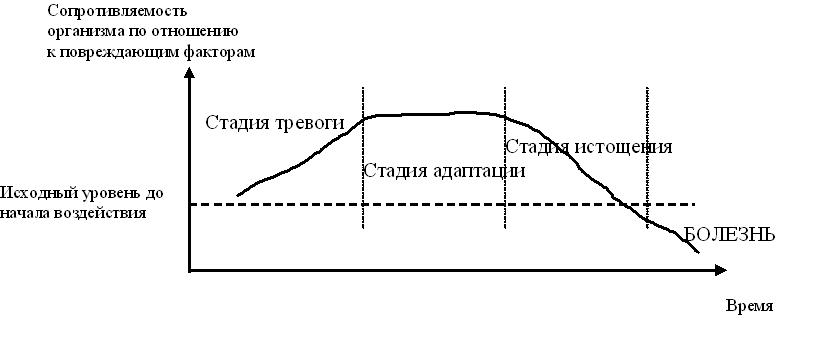 Сопротивляемость
организма по отношению
к повреждающим факторам
Стадия тревоги
Стадия истощения
Стадия адаптации
Исходный уровень до
начала воздействия
БОЛЕЗНЬ
Время